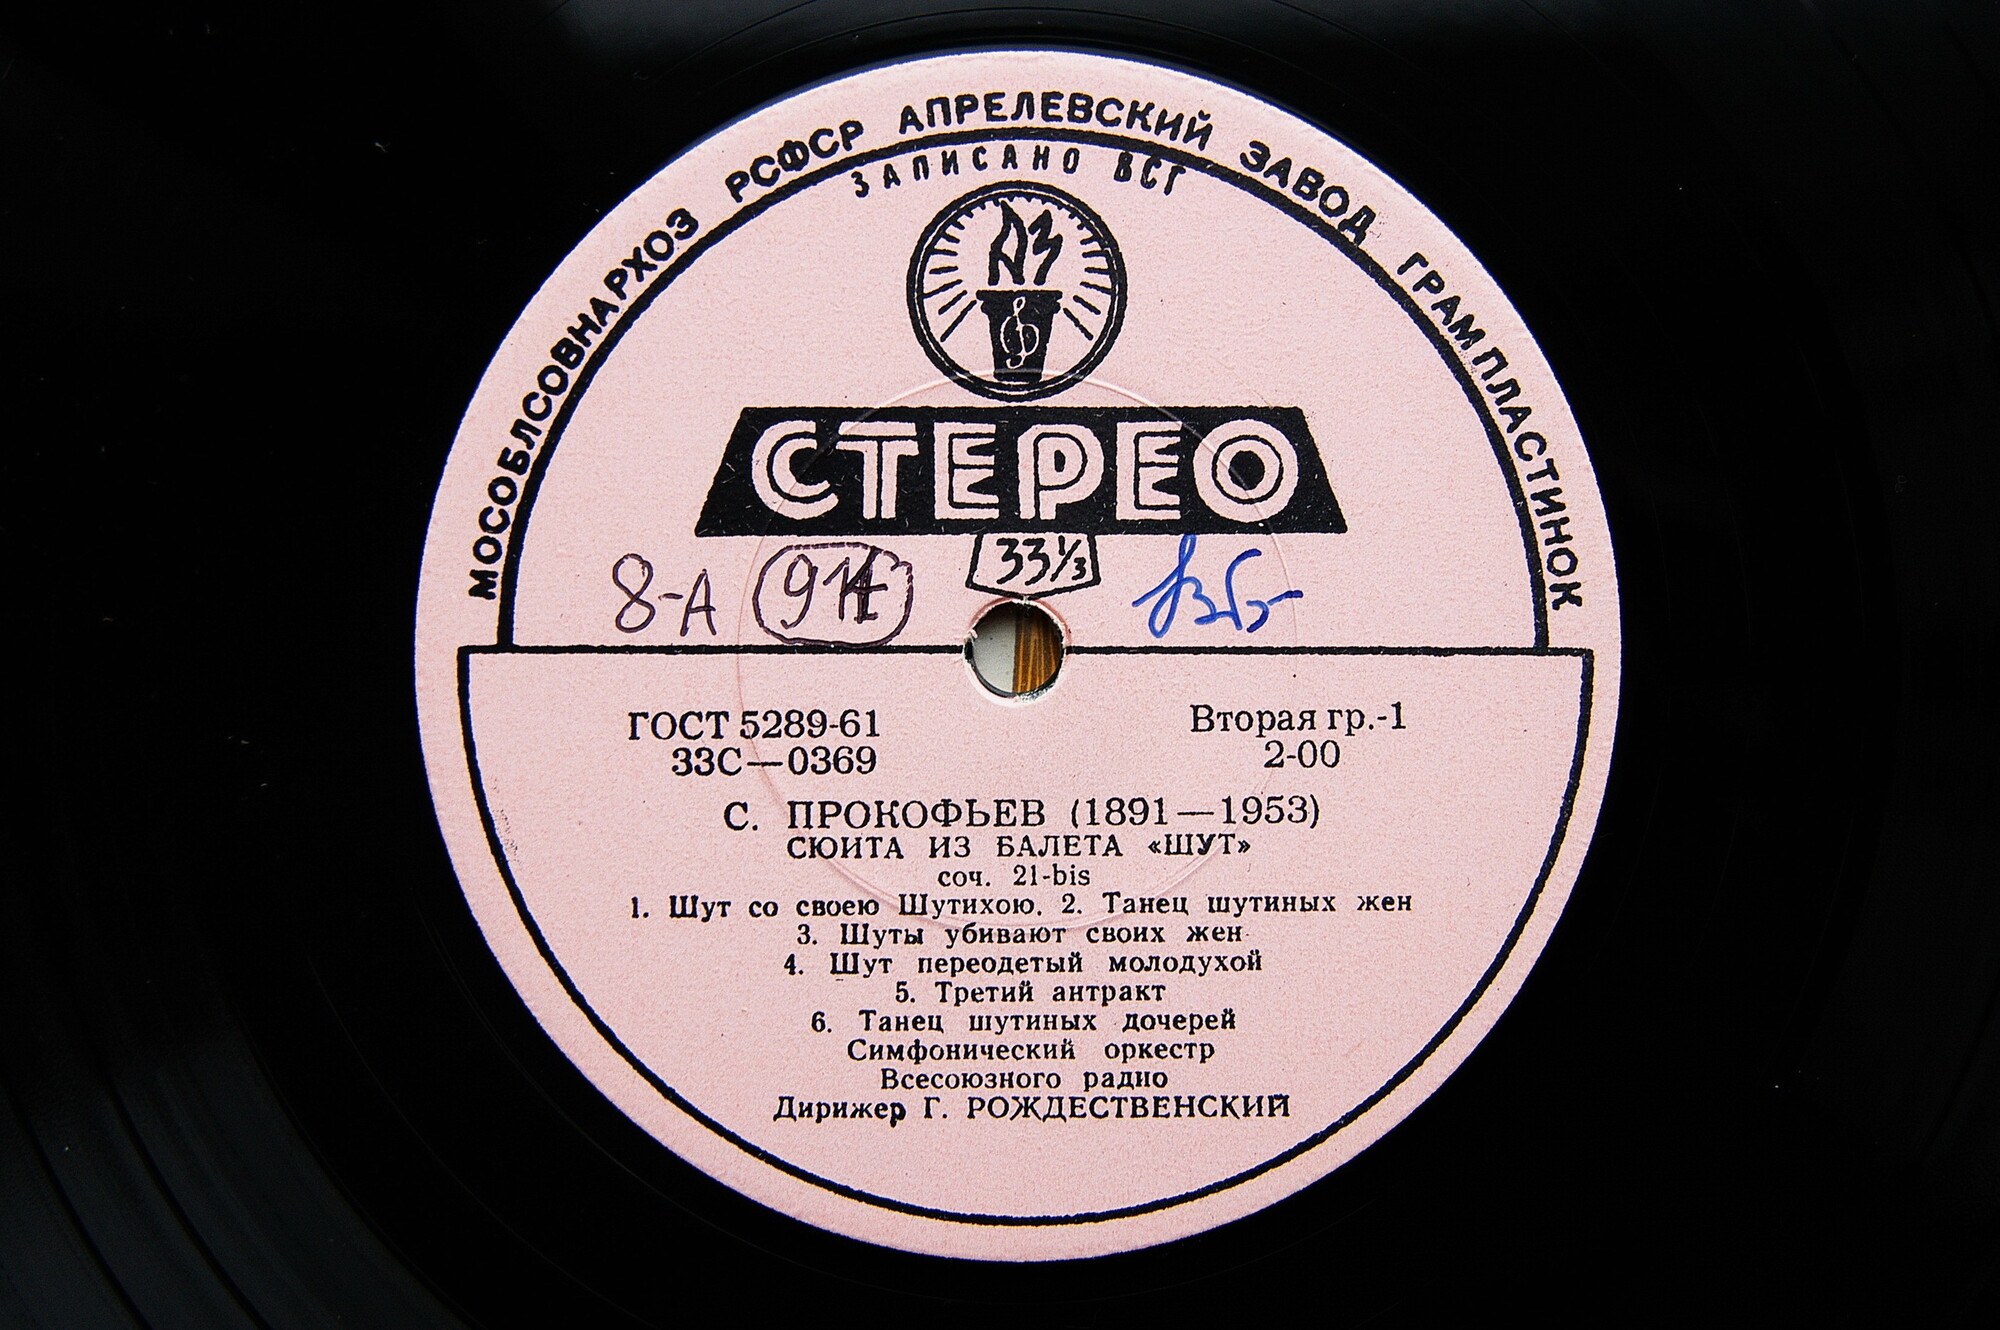 МОСОБЛСОВНАРХОЗ РСФСР АПРЕЛЕВСКИЙ ЗАВОД ГРАМПЛАСТИНОК
ЗАПИСАНО ВСГ
АЗ
СТЕРЕО
33⅓
8-А
ГОСТ 5289-61 Вторая гр.-1
33С—0369 2-00
С. ПРОКОФЬЕВ (1891—1953)
СЮИТА ИЗ БАЛЕТА «ШУТ»
соч. 21-bis
1. Шут со своею Шутихою. 2. Танец шутиных жен
3. Шуты убивают своих жен
4. Шут переодетый молодухой
5. Третий антракт
6. Танец шутиных дочерей
Симфонический оркестр
Всесоюзного радио
Дирижер Г. РОЖДЕСТВЕНСКИЙ